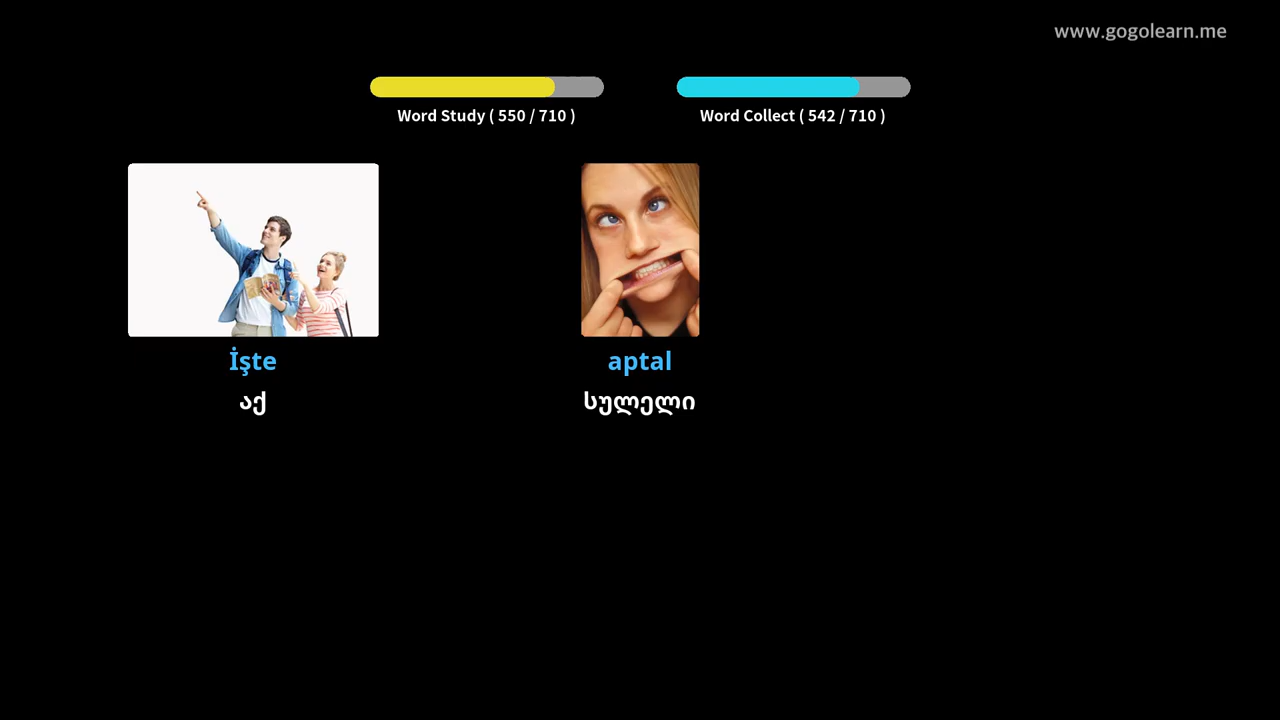 www.gogolearn.me
Word Study ( 550 / 710 )
Word Collect ( 542 / 710 )
İşte
აქ
aptal
სულელი